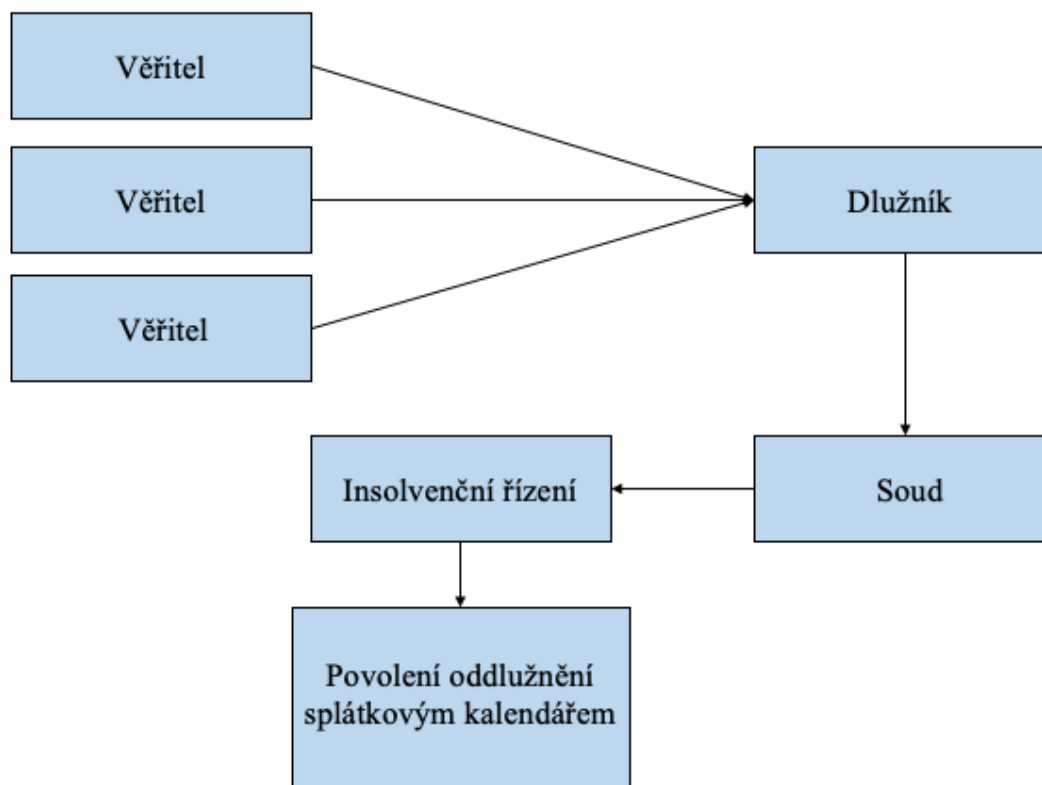 Věřitel
Věřitel
Dlužník
Věřitel
Insolvenční řízení
Soud
Povolení oddlužnění
splátkovým kalendářem